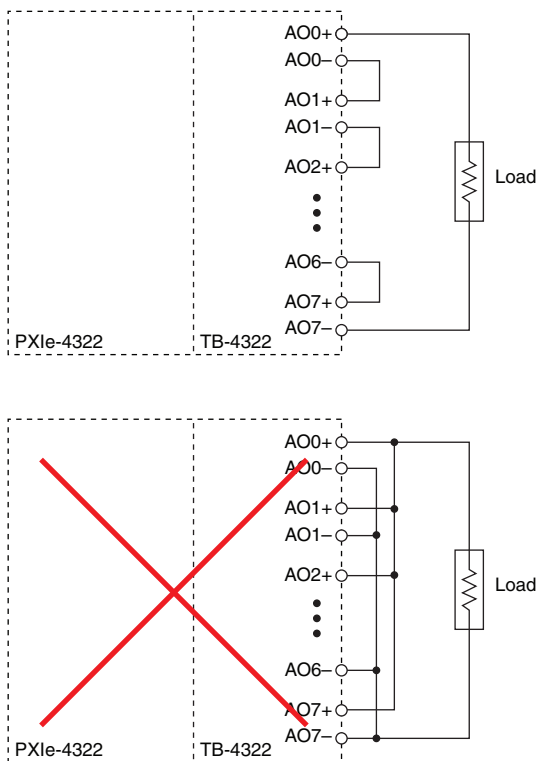 AO0+
AO0–
AO1+
AO1–
AO2+
Load
AO6–
AO7+
AO7–
PXIe-4322
TB-4322
AO0+
AO0–
AO1+
AO1–
AO2+
Load
AO6–
AO7+
AO7–
PXIe-4322
TB-4322